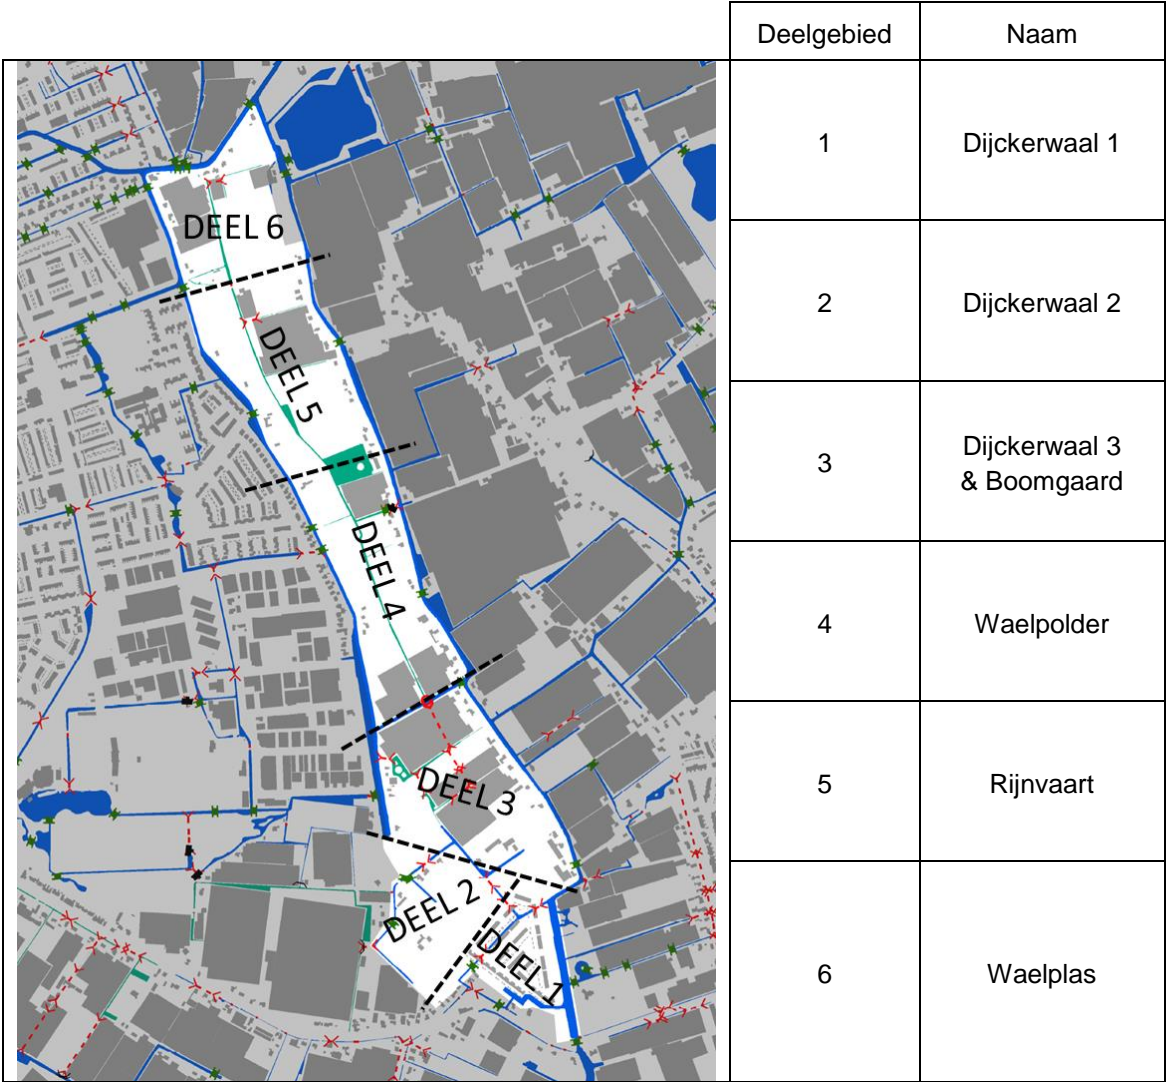 Deelgebied Naam
1 Dijckerwaal 1
2 Dijckerwaal 2
3 Dijckerwaal 3
& Boomgaard
4 Waelpolder
5 Rijnvaart
6 Waelplas
DEEL 6
DEEL 5
DEEL 4
DEEL 3
DEEL 2
DEEL 1